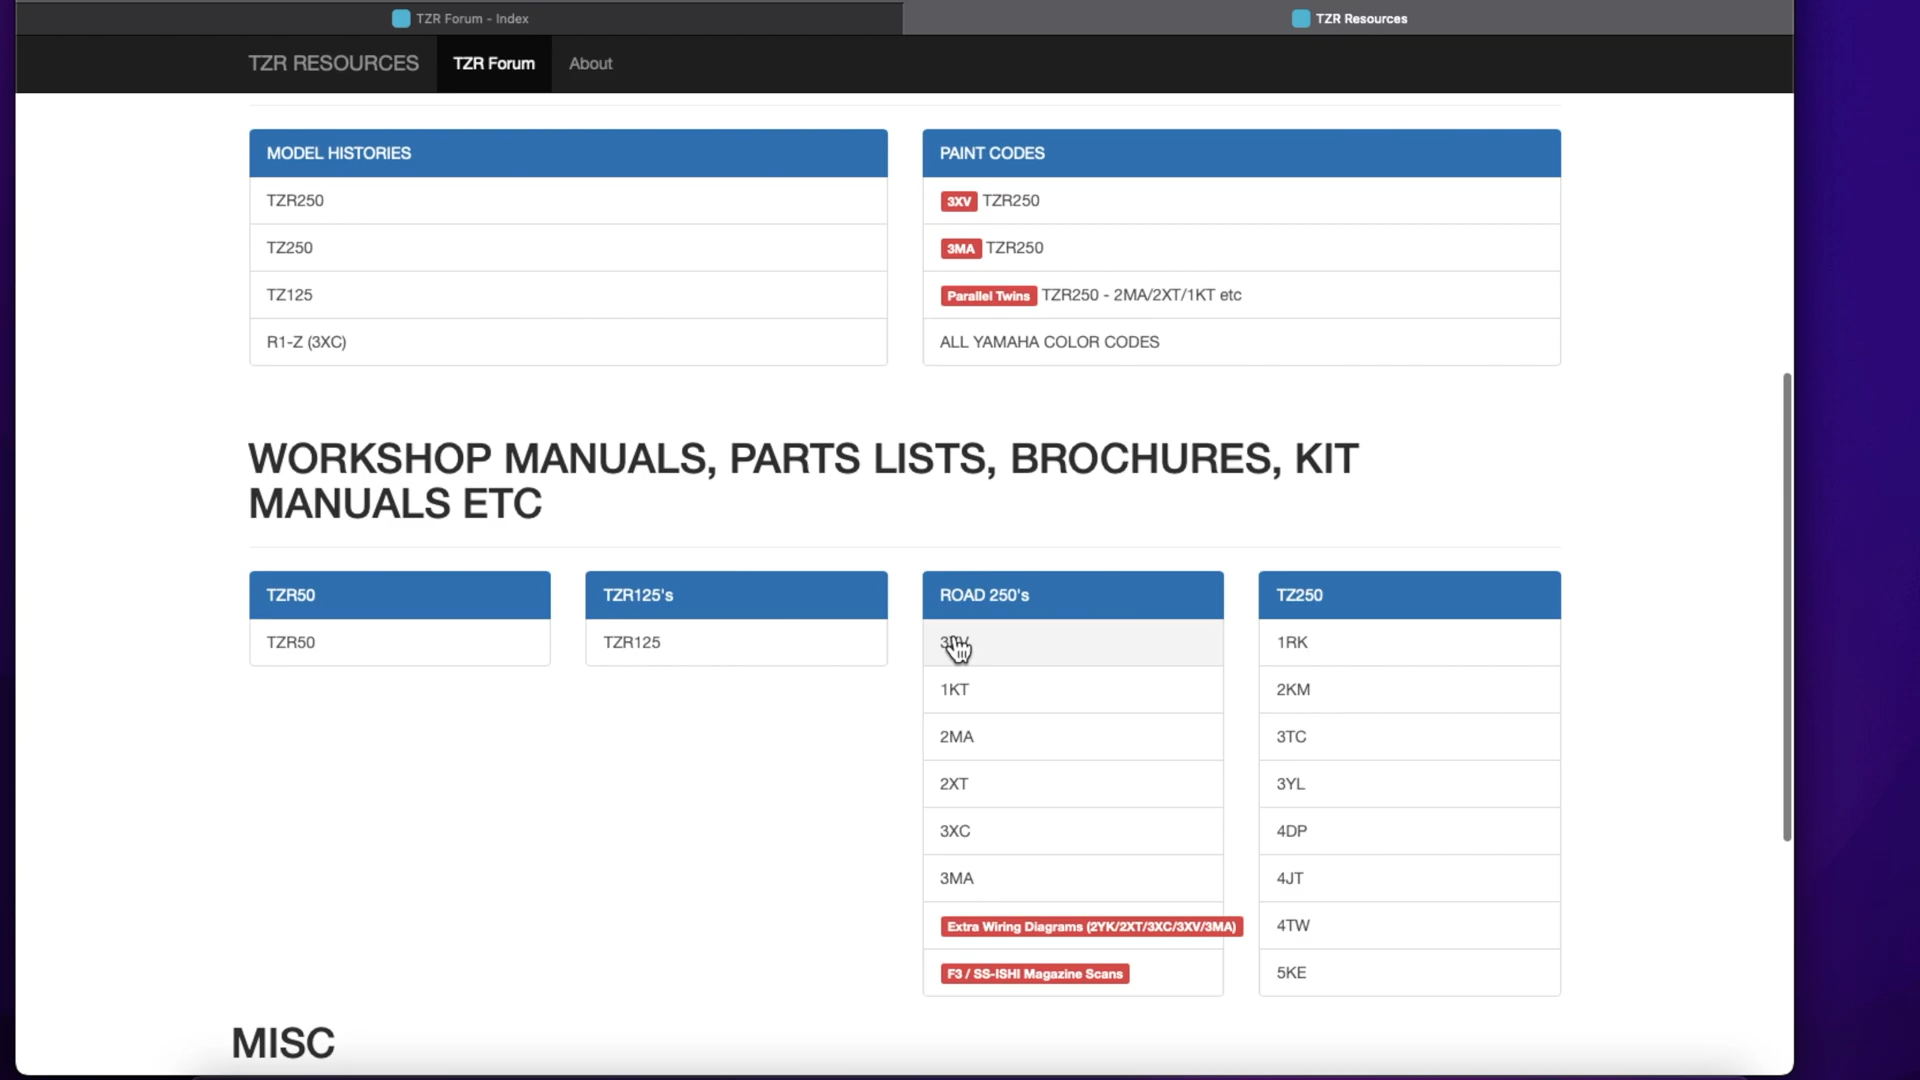 TZR Forum - Index
TZR Resources
TZR RESOURCES
TZR Forum
About
MODEL HISTORIES
TZR250
TZ250
TZ125
R1-Z (3XC)
PAINT CODES
3XV TZR250
3MA TZR250
Parallel Twins TZR250 - 2MA/2XT/1KT etc
ALL YAMAHA COLOR CODES
WORKSHOP MANUALS, PARTS LISTS, BROCHURES, KIT
MANUALS ETC
TZR50
TZR50
TZR125's
TZR125
ROAD 250's
1KT
2MA
2XT
3XC
3MA
Extra Wiring Diagrams (2YK/2XT/3XC/3XV/3MA)
F3 / SS-ISHI Magazine Scans
TZ250
1RK
2KM
3TC
3YL
4DP
4JT
4TW
5KE
MISC